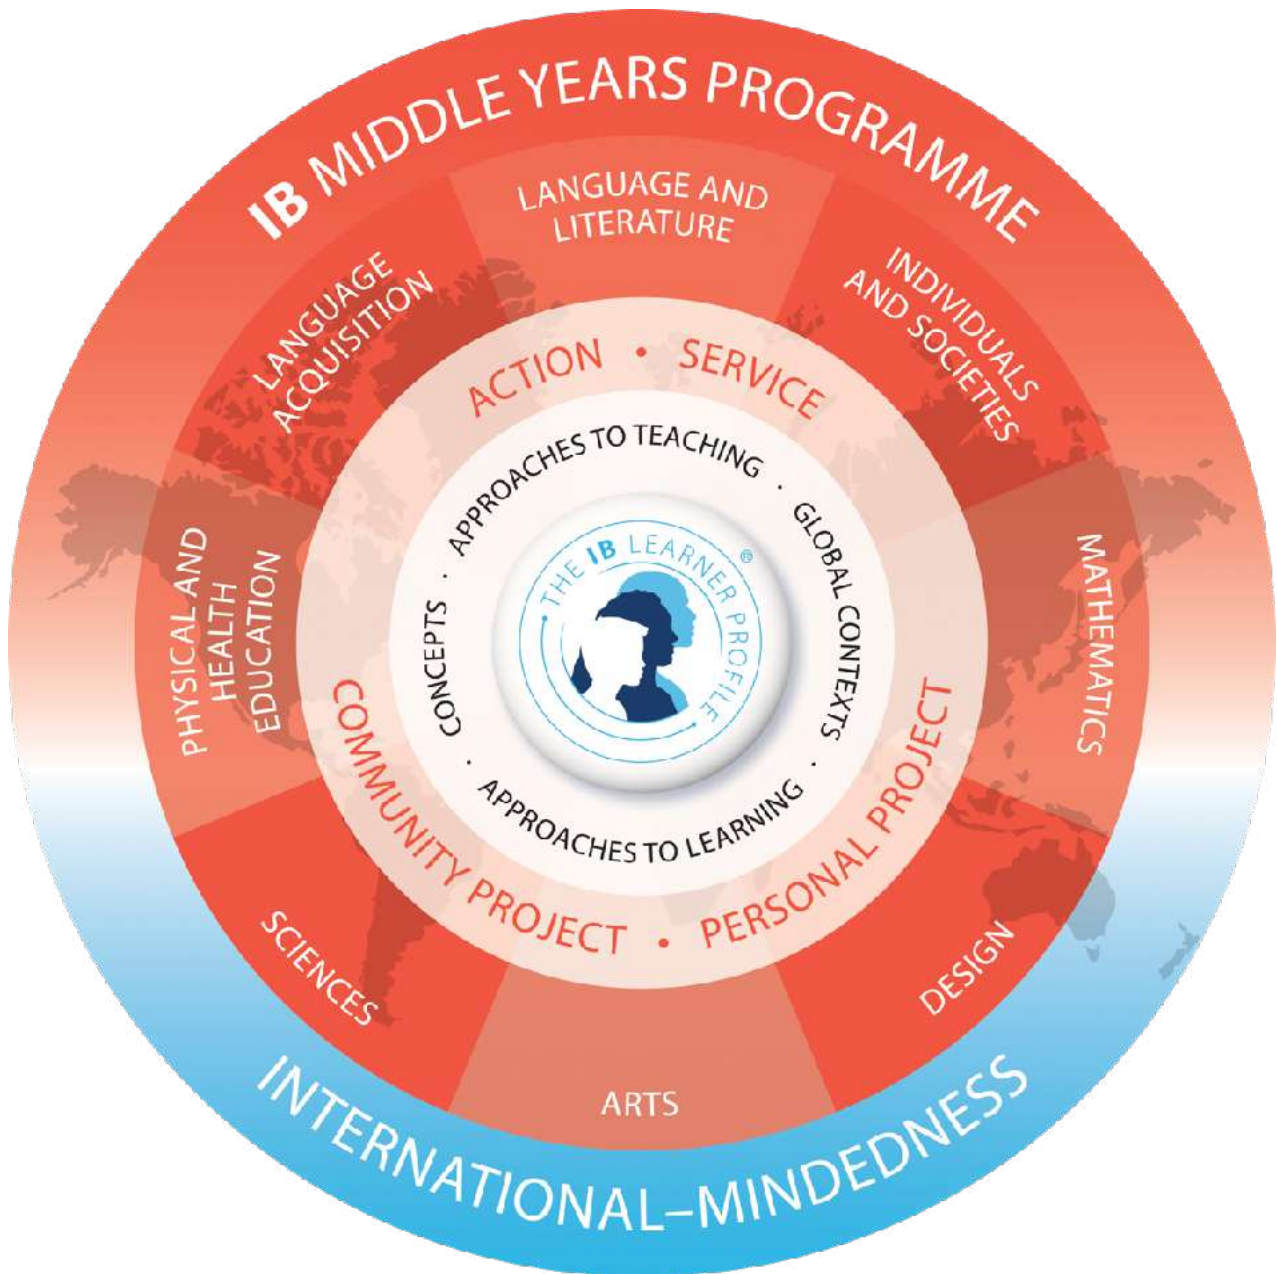 IB MIDDLE YEARS PROGRAMME
LANGUAGE AND
LITERATURE
INDIVIDUALS
AND SOCIETIES
MATHEMATICS
DESIGN
ARTS
SCIENCES
PHYSICAL AND
HEALTH
EDUCATION
LANGUAGE
ACQUISITION
ACTION • SERVICE
COMMUNITY PROJECT • PERSONAL PROJECT
APPROACHES TO TEACHING · GLOBAL CONTEXTS ·
CONCEPTS · APPROACHES TO LEARNING
THE IB LEARNER PROFILE ®
INTERNATIONAL–MINDEDNESS